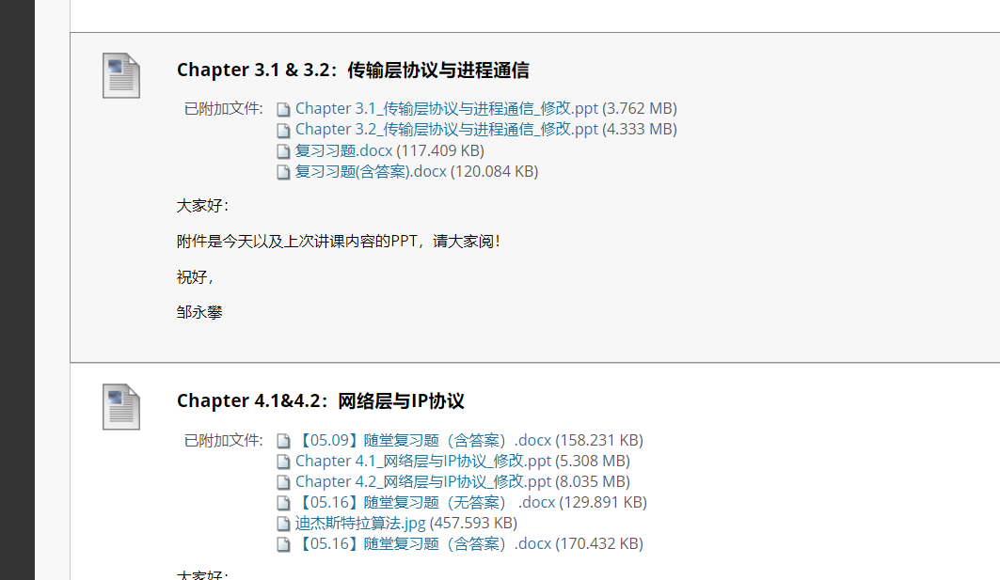 Chapter 3.1 & 3.2：传输层协议与进程通信
已附加文件: Chapter 3.1_传输层协议与进程通信_修改.ppt (3.762 MB)
Chapter 3.2_传输层协议与进程通信_修改.ppt (4.333 MB)
复习习题.docx (117.409 KB)
复习习题(含答案).docx (120.084 KB)
大家好：
附件是今天以及上次讲课内容的PPT，请大家阅！
祝好，
邹永攀
Chapter 4.1&4.2：网络层与IP协议
已附加文件: 【05.09】随堂复习题（含答案）.docx (158.231 KB)
Chapter 4.1_网络层与IP协议_修改.ppt (5.308 MB)
Chapter 4.2_网络层与IP协议_修改.ppt (8.035 MB)
【05.16】随堂复习题（无答案） .docx (129.891 KB)
迪杰斯特拉算法.jpg (457.593 KB)
【05.16】随堂复习题（含答案）.docx (170.432 KB)
大家好：